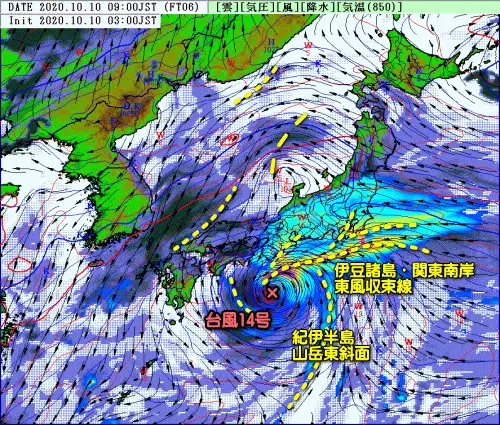 DATE 2020.10.10 09:00JST (FT06)
[雲][気圧][風][降水][気温(850)]
Init 2020.10.10 03:00JST
伊豆諸島・関東南岸
東風収束線
台風14号
紀伊半島
山岳東斜面